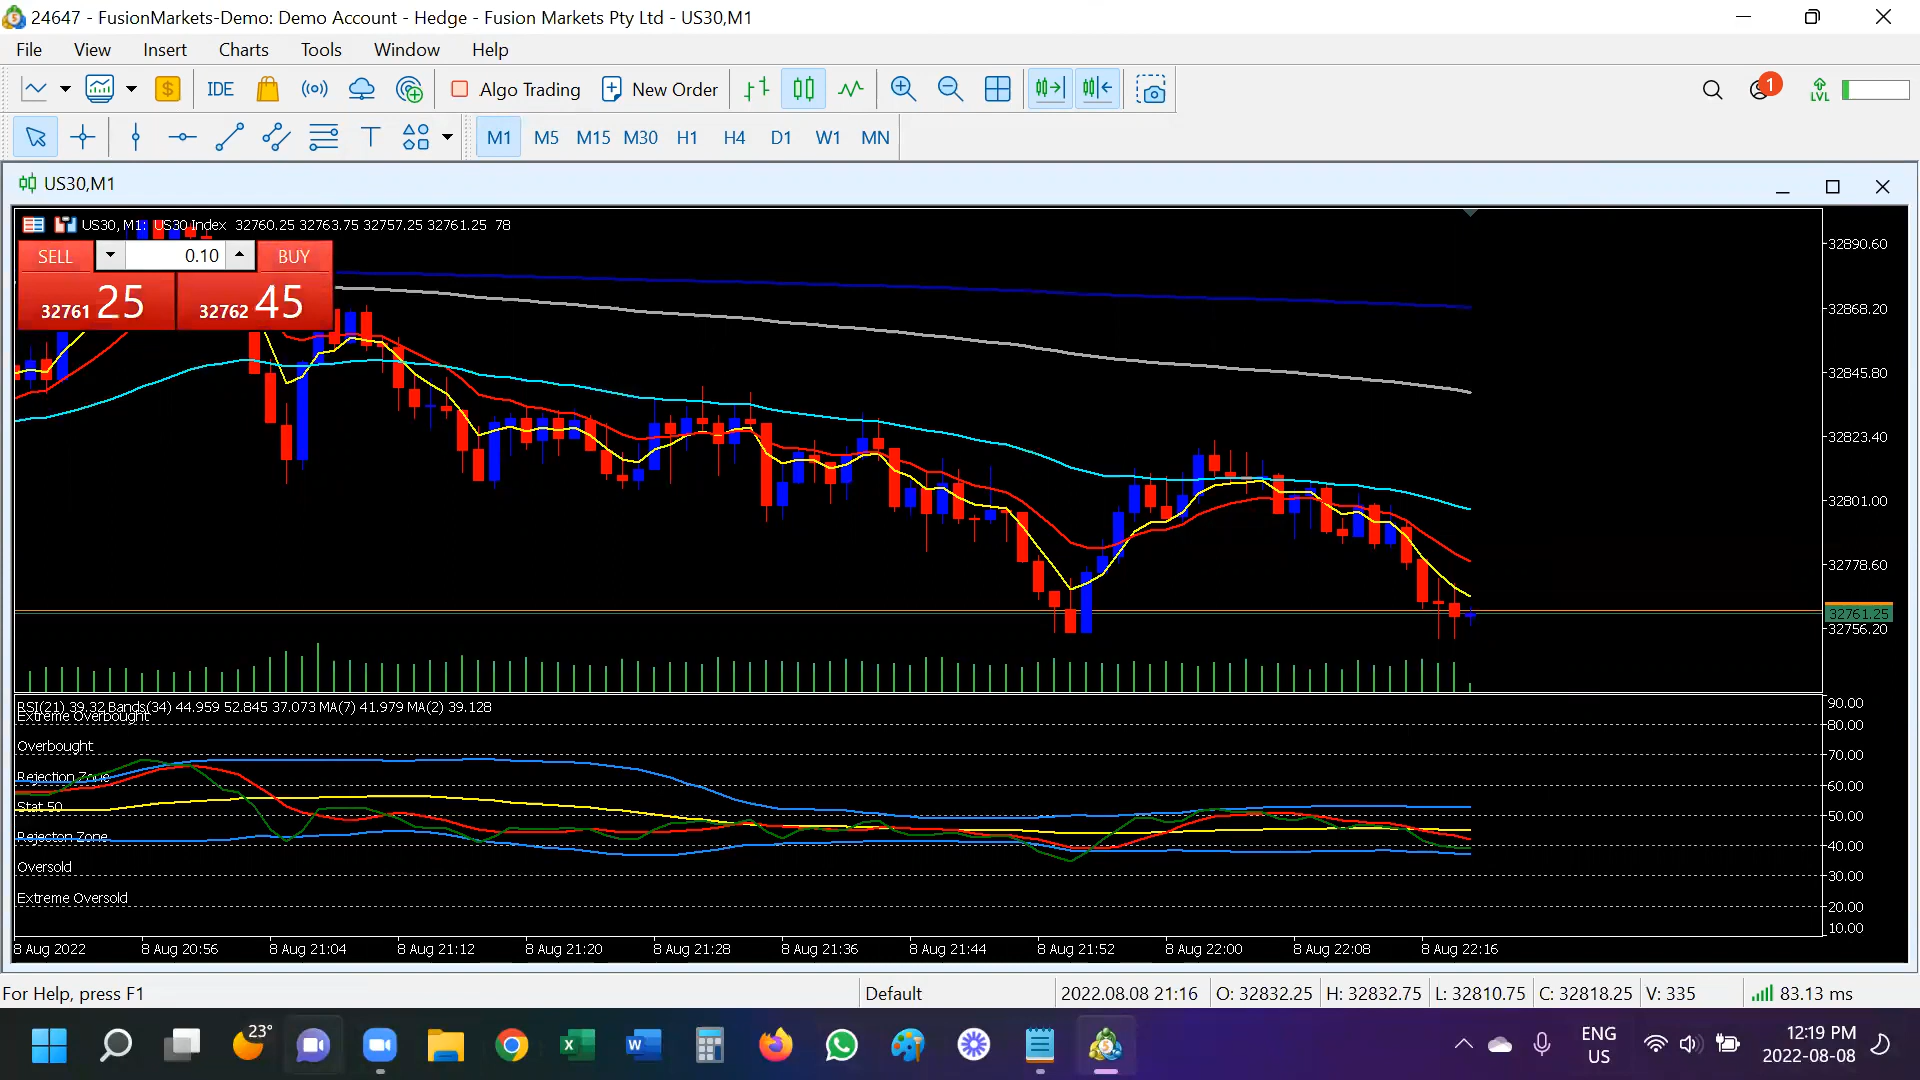 24647 - FusionMarkets-Demo: Demo Account - Hedge - Fusion Markets Pty Ltd - US30,M1
File View Insert Charts Tools Window Help
IDE Algo Trading New Order 1 LVL
M1 M5 M15 M30 H1 H4 D1 W1 MN
US30,M1
US30, M1: US30 Index 32760.25 32763.75 32757.25 32761.25 78
SELL 0.10 BUY
32761 25 32762 45
32890.60
32868.20
32845.80
32823.40
32801.00
32778.60
32761.25
32756.20
RSI(21) 39.32 Bands(34) 44.959 52.845 37.073 MA(7) 41.979 MA(2) 39.128
Extreme Overbought
Overbought
Rejection Zone
Stat 50
Rejecton Zone
Oversold
Extreme Oversold
90.00
80.00
70.00
60.00
50.00
40.00
30.00
20.00
10.00
8 Aug 2022 8 Aug 20:56 8 Aug 21:04 8 Aug 21:12 8 Aug 21:20 8 Aug 21:28 8 Aug 21:36 8 Aug 21:44 8 Aug 21:52 8 Aug 22:00 8 Aug 22:08 8 Aug 22:16
For Help, press F1 Default 2022.08.08 21:16 O: 32832.25 H: 32832.75 L: 32810.75 C: 32818.25 V: 335 83.13 ms
23° ENG 12:19 PM
US 2022-08-08